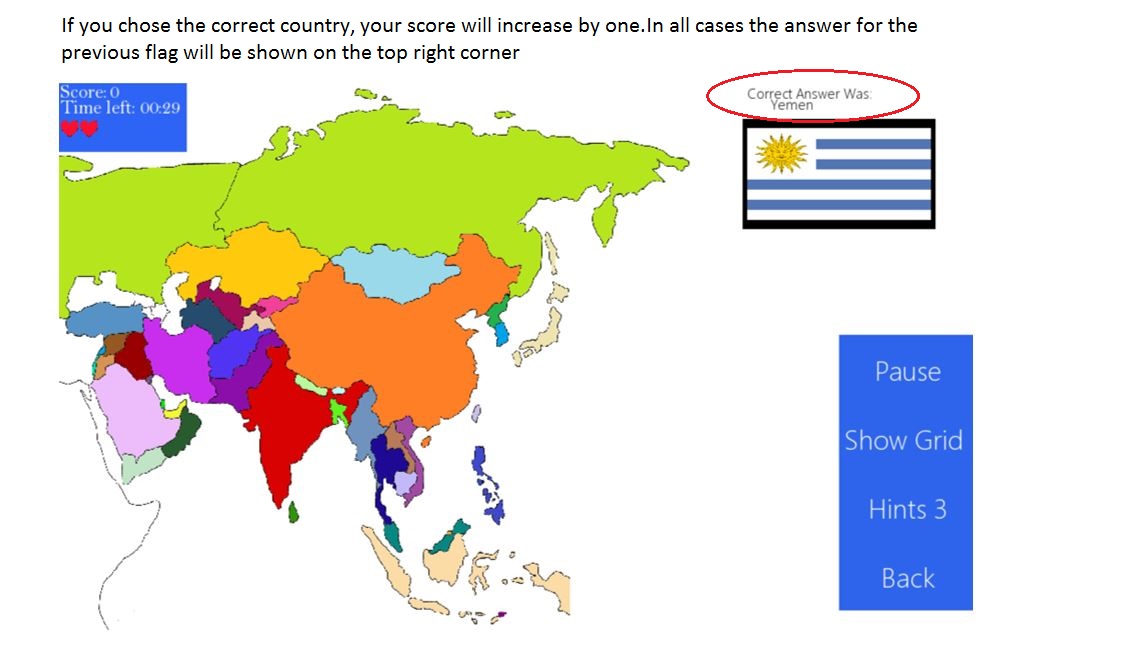 If you chose the correct country, your score will increase by one.In all cases the answer for the
previous flag will be shown on the top right corner
Score: 0
Time left: 00:29
Correct Answer Was:
Yemen
Pause
Show Grid
Hints 3
Back